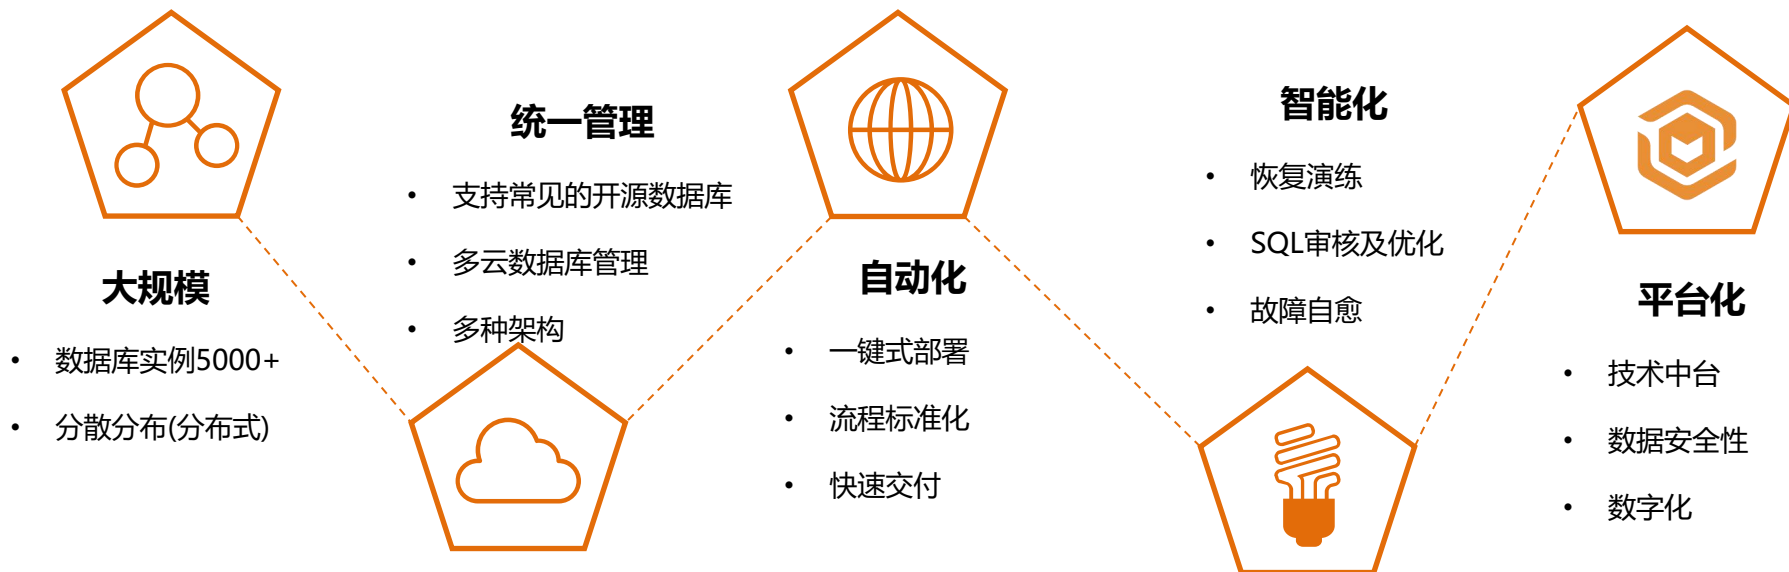 大规模
• 数据库实例5000+
• 分散分布(分布式)
统一管理
• 支持常见的开源数据库
• 多云数据库管理
• 多种架构
自动化
• 一键式部署
• 流程标准化
• 快速交付
智能化
• 恢复演练
• SQL审核及优化
• 故障自愈
平台化
• 技术中台
• 数据安全性
• 数字化